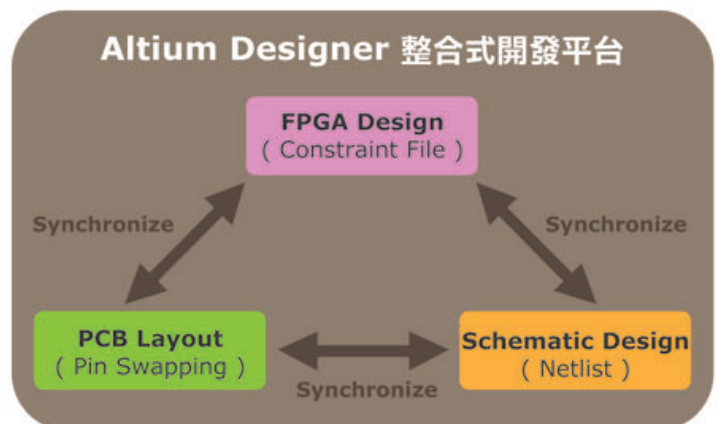 Altium Designer 整合式開發平台
FPGA Design
( Constraint File )
Synchronize
Synchronize
PCB Layout
( Pin Swapping )
Schematic Design
( Netlist )
Synchronize